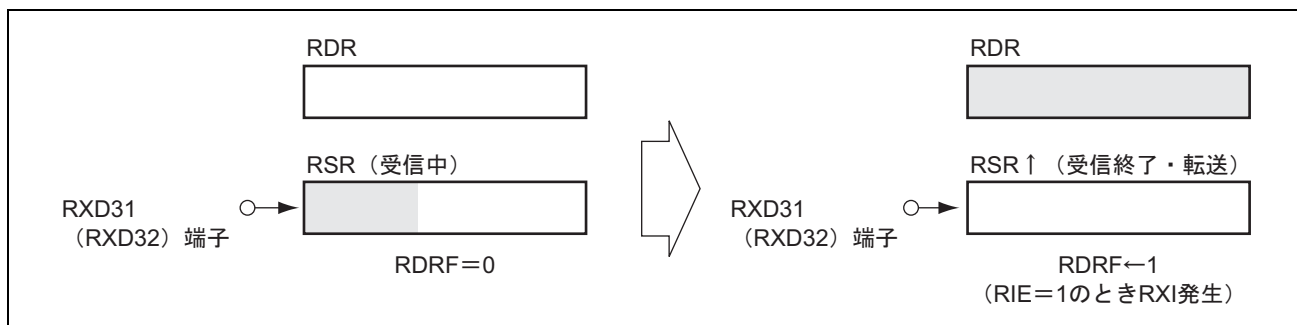 RDR
RSR（受信中）
RXD31
（RXD32）端子
RDRF＝0
RDR
RSR↑（受信終了・転送）
RXD31
（RXD32）端子
RDRF←1
（RIE＝1のときRXI発生）